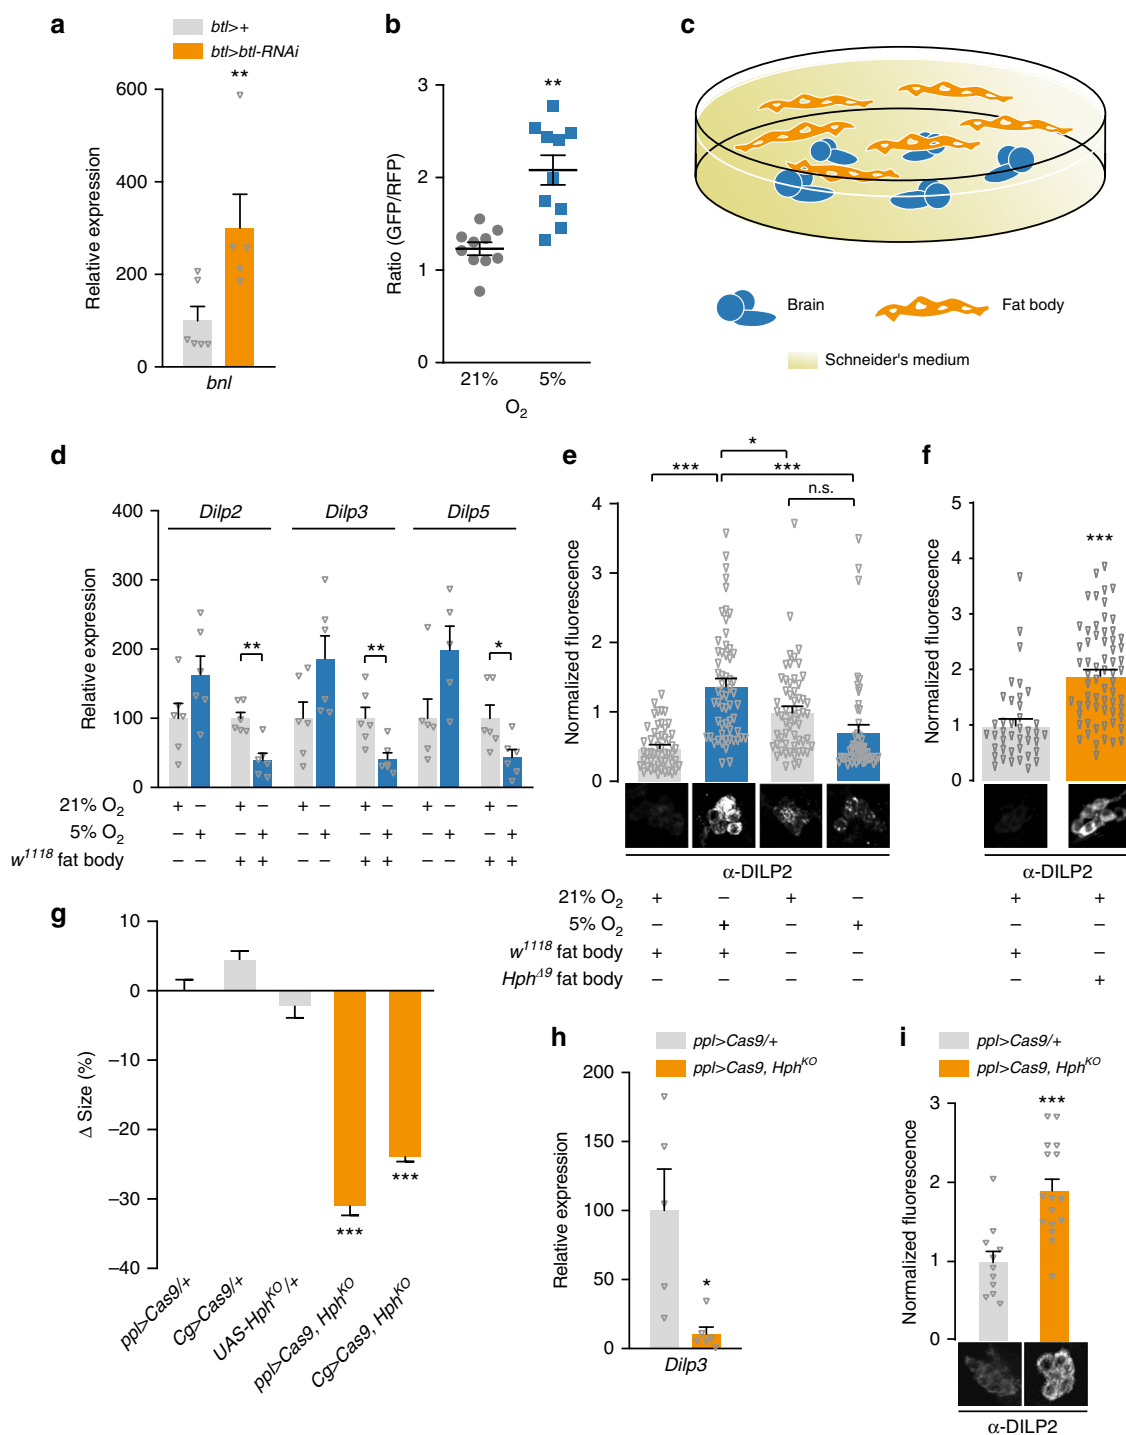 a
btl>+
btl>btl-RNAi
**
600
400
200
0
Relative expression
bnl
b
**
3
2
1
0
Ratio (GFP/RFP)
21% 5%
O2
c
Brain
Fat body
Schneider's medium
d
400
300
200
100
0
Relative expression
Dilp2 Dilp3 Dilp5
** ** *
21% O2 + – + – + – + – + – + –
5% O2 – + – + – + – + – + – +
w1118 fat body – – + + – – + + – – + +
e
*
*** ***
n.s.
4
3
2
1
0
Normalized fluorescence
α-DILP2
21% O2 + – + –
5% O2 – + – +
w1118 fat body + + – –
HphΔ9 fat body – – – –
f
5
4
3
2
1
0
Normalized fluorescence
***
α-DILP2
+ +
– –
+ –
– +
g
10
0
–10
–20
–30
–40
Δ Size (%)
***
***
ppl>Cas9/+
Cg>Cas9/+
UAS-HphKO/+
ppl>Cas9, HphKO
Cg>Cas9, HphKO
h
ppl>Cas9/+
ppl>Cas9, HphKO
200
150
100
50
0
Relative expression
*
Dilp3
i
ppl>Cas9/+
ppl>Cas9, HphKO
***
3
2
1
0
Normalized fluorescence
α-DILP2